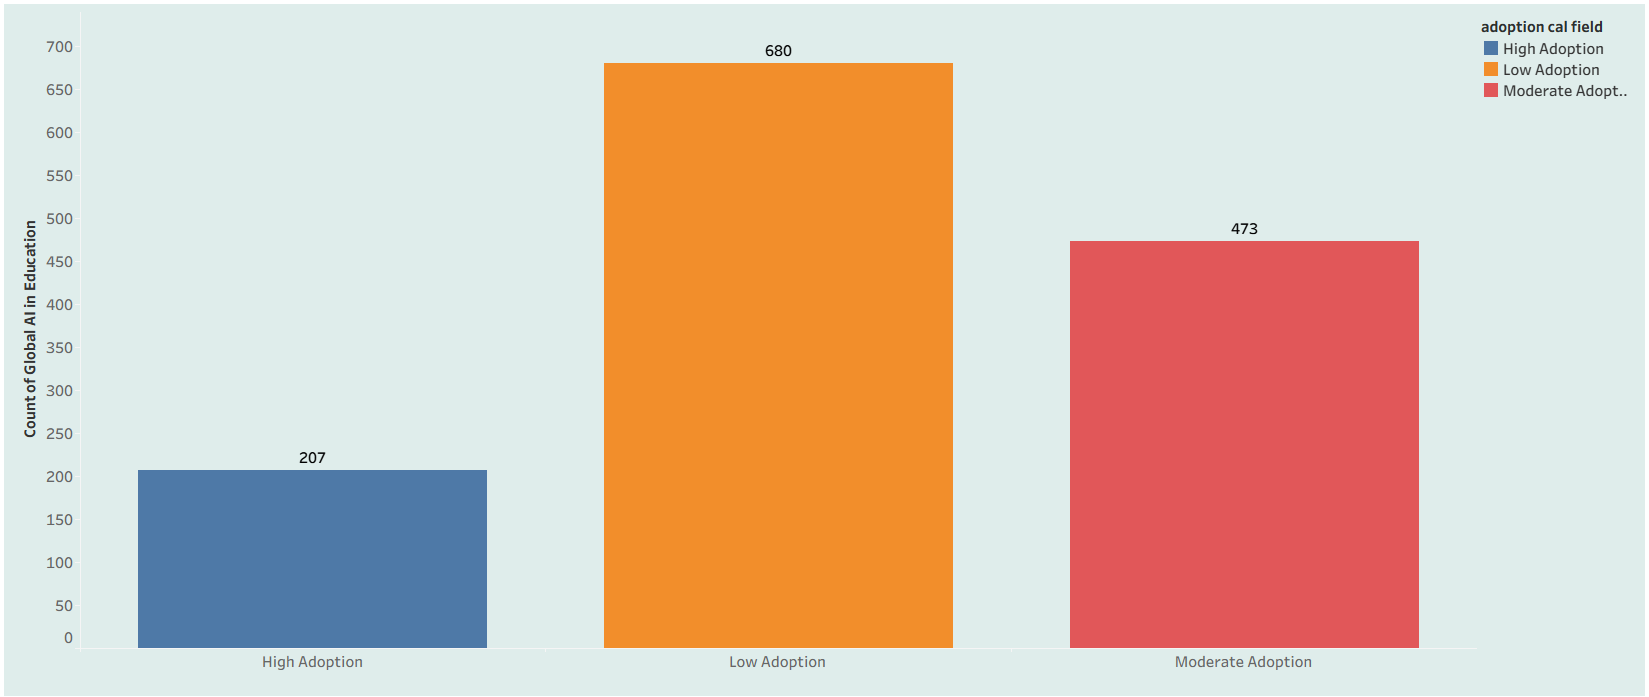 adoption cal field
High Adoption
Low Adoption
Moderate Adopt..
Count of Global AI in Education
700
650
600
550
500
450
400
350
300
250
200
150
100
50
0
207
680
473
High Adoption
Low Adoption
Moderate Adoption